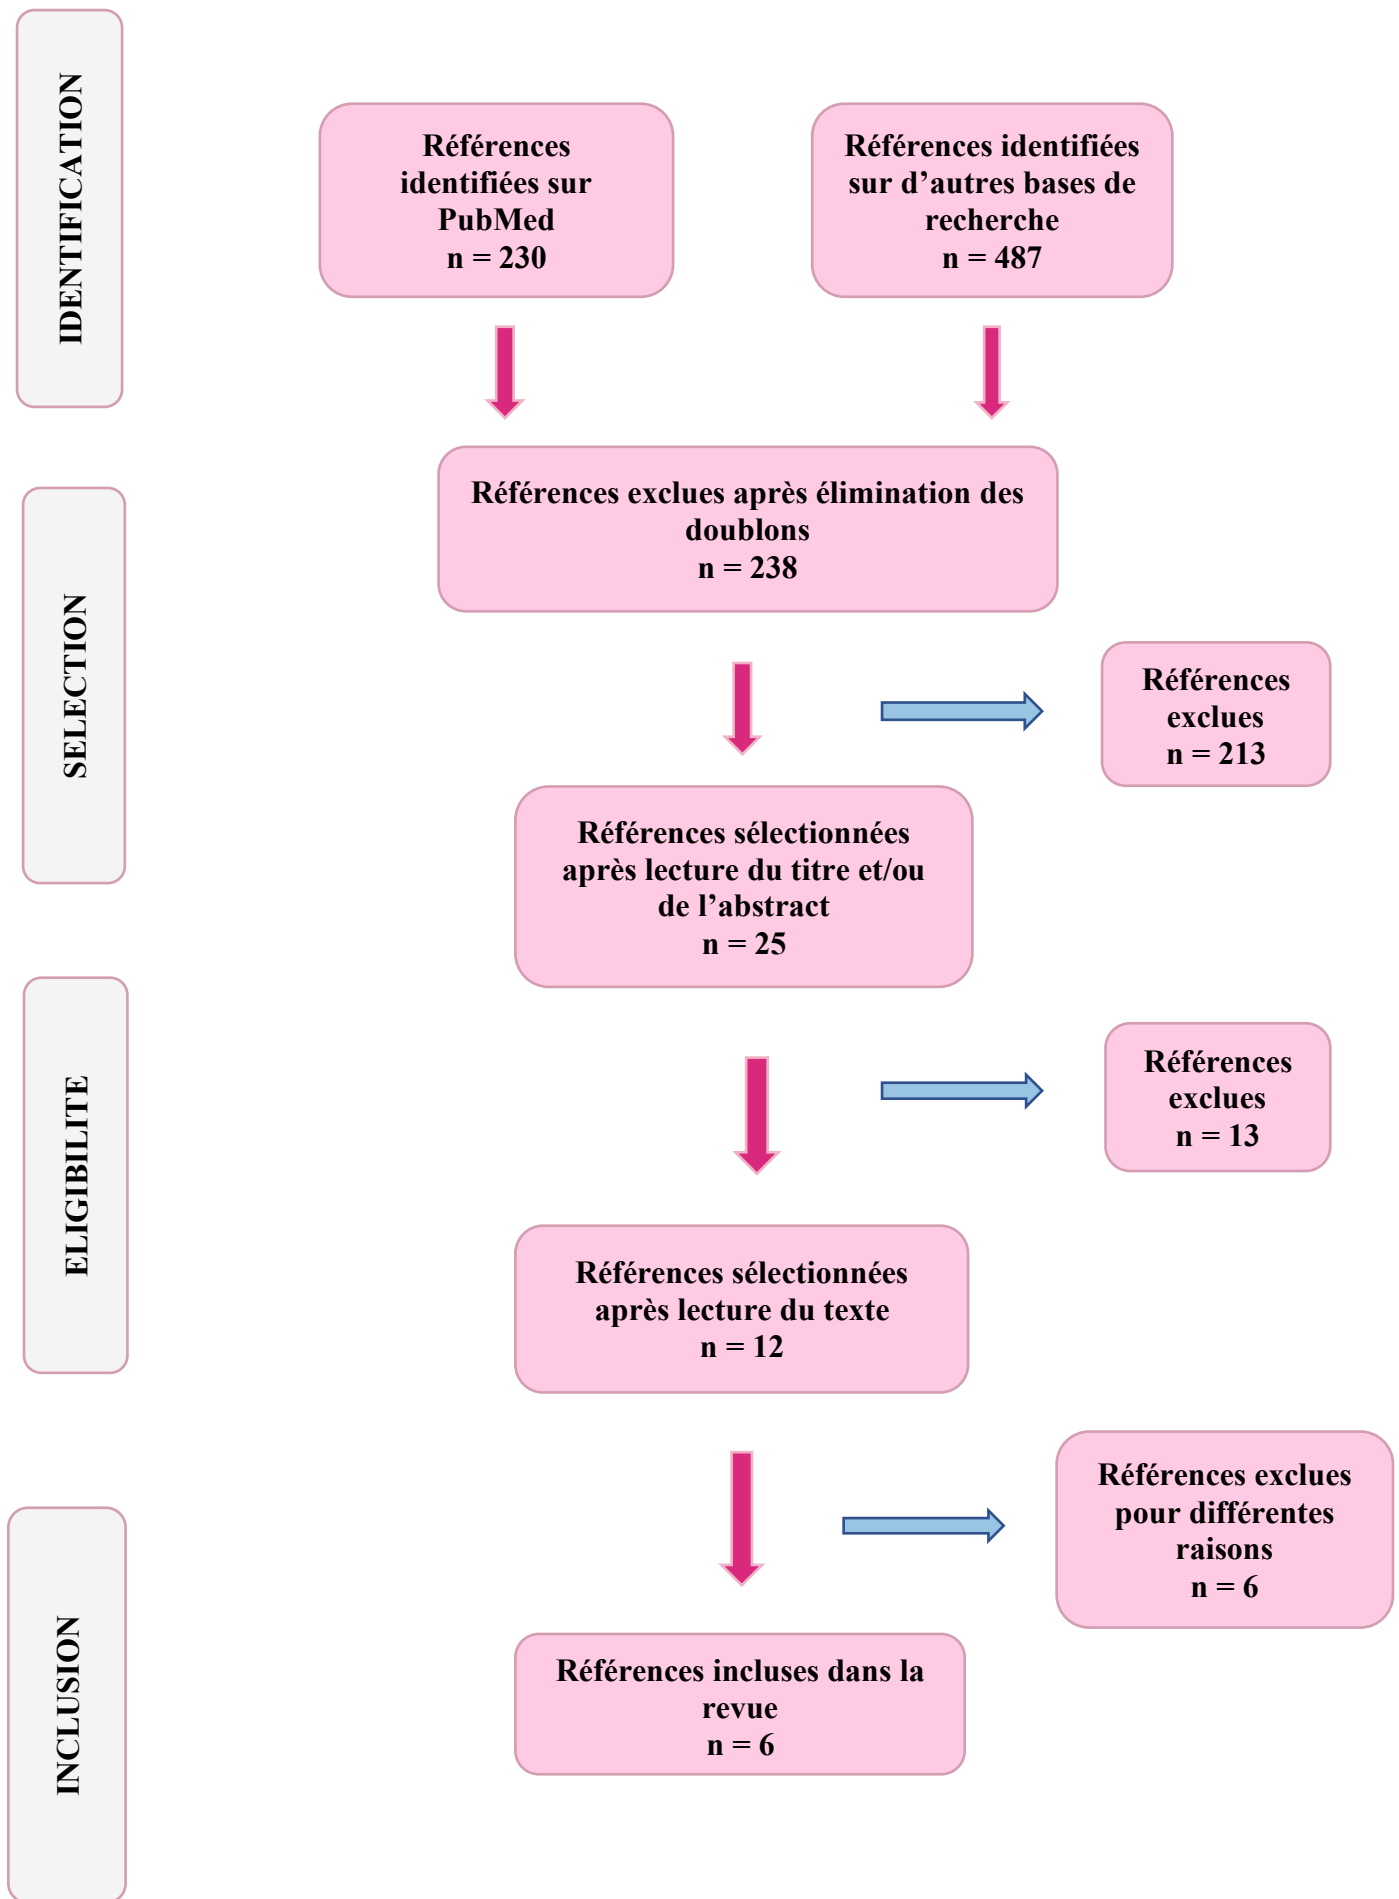 IDENTIFICATION
Références
identifiées sur
PubMed
n = 230
Références identifiées
sur d’autres bases de
recherche
n = 487
SELECTION
Références exclues après élimination des
doublons
n = 238
Références
exclues
n = 213
Références sélectionnées
après lecture du titre et/ou
de l’abstract
n = 25
ELIGIBILITE
Références
exclues
n = 13
Références sélectionnées
après lecture du texte
n = 12
INCLUSION
Références exclues
pour différentes
raisons
n = 6
Références incluses dans la
revue
n = 6